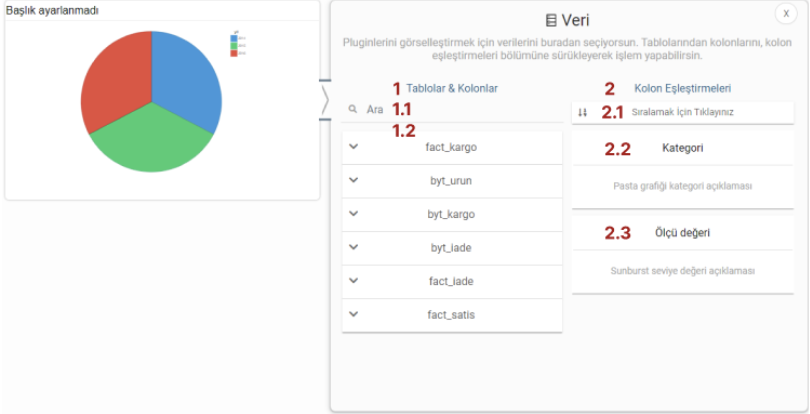 Başlık ayarlanmadı
Veri
X
Pluginlerini görselleştirmek için verilerini buradan seçiyorsun. Tablolarından kolonlarını, kolon
eşleştirmeleri bölümüne sürükleyerek işlem yapabilirsin.
1 Tablolar & Kolonlar
Ara 1.1
1.2
fact_kargo
byt_urun
byt_kargo
byt_iade
fact_iade
fact_satis
2 Kolon Eşleştirmeleri
2.1 Sıralamak İçin Tıklayınız
2.2 Kategori
Pasta grafiği kategori açıklaması
2.3 Ölçü değeri
Sunburst seviye değeri açıklaması